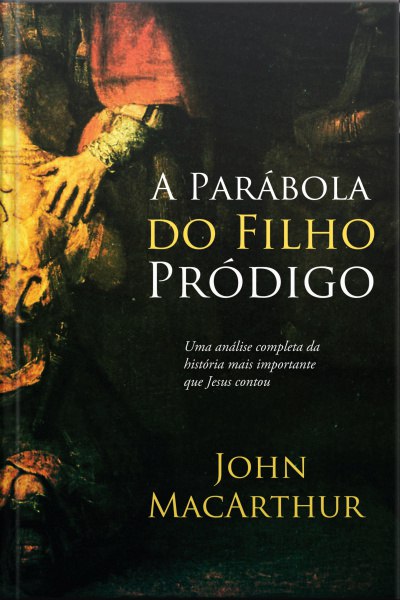 A PARÁBOLA
DO FILHO
PRÓDIGO
Uma análise completa da
história mais importante
que Jesus contou
JOHN
MACARTHUR